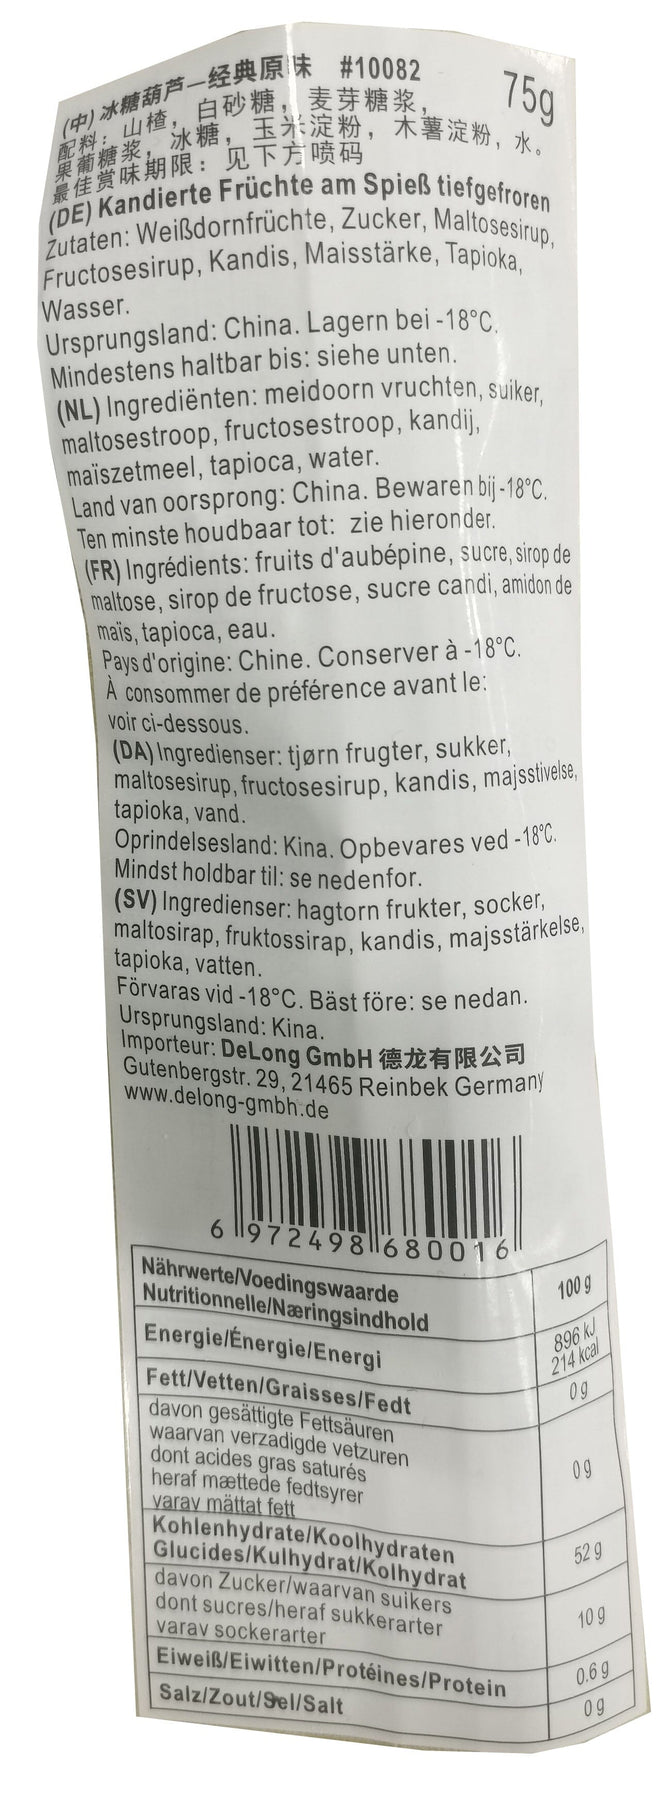 (中) 冰糖葫芦—经典原味 #10082 75g
配料: 山楂, 白砂糖, 麦芽糖浆,
果葡糖浆, 冰糖, 玉米淀粉, 木薯淀粉, 水。
最佳赏味期限: 见下方喷码
(DE) Kandierte Früchte am Spieß tiefgefroren
Zutaten: Weißdornfrüchte, Zucker, Maltosesirup,
Fructosesirup, Kandis, Maisstärke, Tapioka,
Wasser.
Ursprungsland: China. Lagern bei -18°C.
Mindestens haltbar bis: siehe unten.
(NL) Ingrediënten: meidoorn vruchten, suiker,
maltosestroop, fructosestroop, kandij,
maïszetmeel, tapioca, water.
Land van oorsprong: China. Bewaren bij -18°C.
Ten minste houdbaar tot: zie hieronder.
(FR) Ingrédients: fruits d'aubépine, sucre, sirop de
maltose, sirop de fructose, sucre candi, amidon de
maïs, tapioca, eau.
Pays d'origine: Chine. Conserver à -18°C.
À consommer de préférence avant le:
voir ci-dessous.
(DA) Ingredienser: tjørn frugter, sukker,
maltosesirup, fructosesirup, kandis, majsstivelse,
tapioka, vand.
Oprindelsesland: Kina. Opbevares ved -18°C.
Mindst holdbar til: se nedenfor.
(SV) Ingredienser: hagtorn frukter, socker,
maltosirap, fruktossirap, kandis, majsstärkelse,
tapioka, vatten.
Förvaras vid -18°C. Bäst före: se nedan.
Ursprungsland: Kina.
Importeur: DeLong GmbH 德龙有限公司
Gutenbergstr. 29, 21465 Reinbek Germany
www.delong-gmbh.de
6 972498 680016
Nährwerte/Voedingswaarde
Nutritionnelle/Næringsindhold 100 g
Energie/Énergie/Energi 896 kJ
214 kcal
Fett/Vetten/Graisses/Fedt 0 g
davon gesättigte Fettsäuren
waarvan verzadigde vetzuren
dont acides gras saturés 0 g
heraf mættede fedtsyrer
varav mättat fett
Kohlenhydrate/Koolhydraten
Glucides/Kulhydrat/Kolhydrat 52 g
davon Zucker/waarvan suikers
dont sucres/heraf sukkerarter 10 g
varav sockerarter
Eiweiß/Eiwitten/Protéines/Protein 0.6 g
Salz/Zout/Sel/Salt 0 g